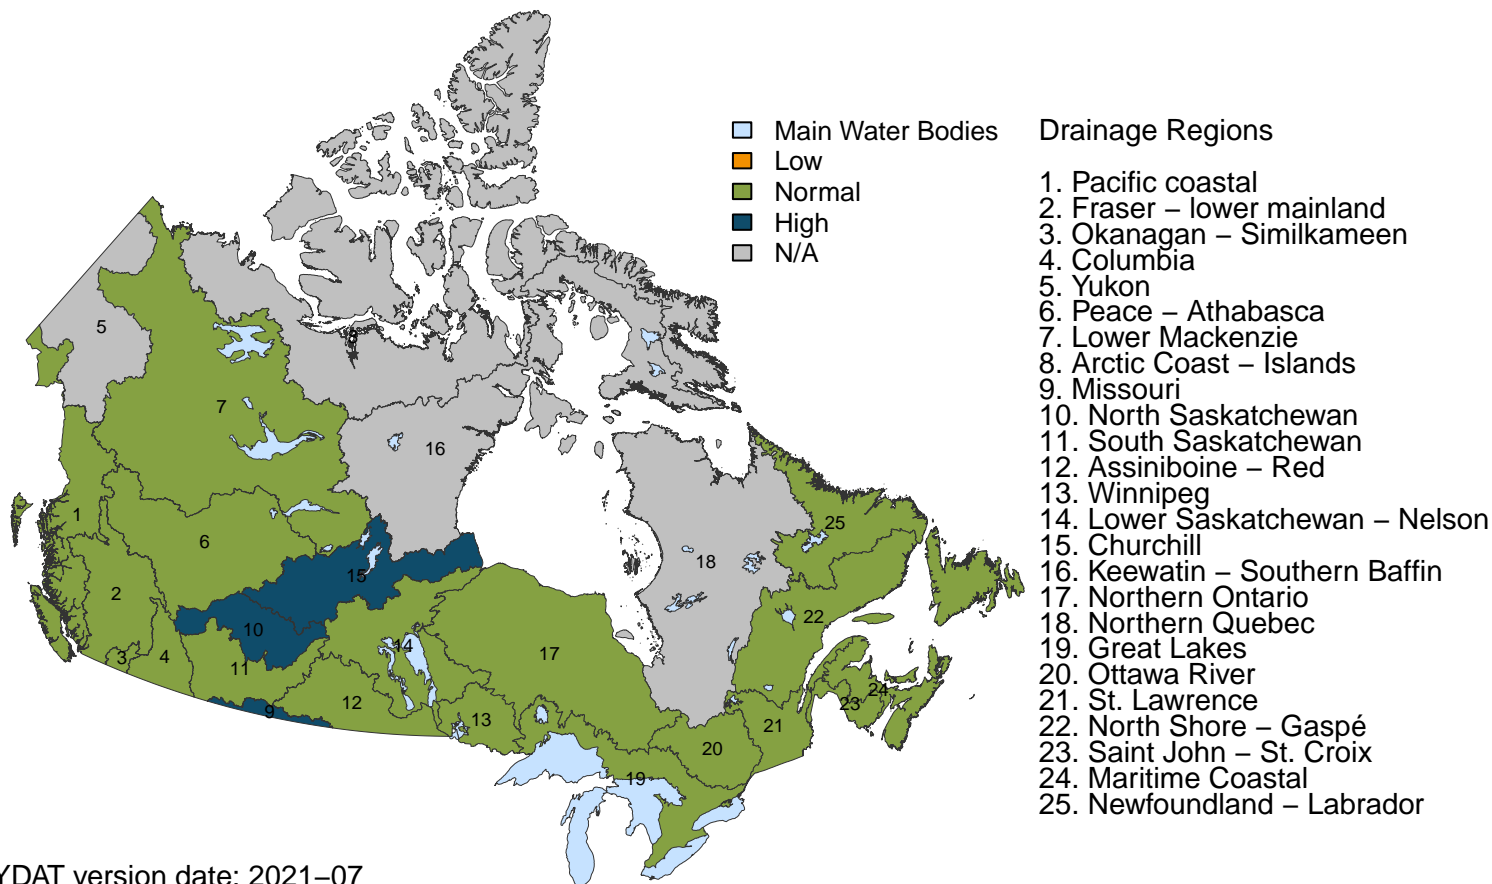 Main Water Bodies
Low
Normal
High
N/A
Drainage Regions
1. Pacific coastal
2. Fraser – lower mainland
3. Okanagan – Similkameen
4. Columbia
5. Yukon
6. Peace – Athabasca
7. Lower Mackenzie
8. Arctic Coast – Islands
9. Missouri
10. North Saskatchewan
11. South Saskatchewan
12. Assiniboine – Red
13. Winnipeg
14. Lower Saskatchewan – Nelson
15. Churchill
16. Keewatin – Southern Baffin
17. Northern Ontario
18. Northern Quebec
19. Great Lakes
20. Ottawa River
21. St. Lawrence
22. North Shore – Gaspé
23. Saint John – St. Croix
24. Maritime Coastal
25. Newfoundland – Labrador
5
8
7
16
1
25
6
18
15
2
22
10
14
17
3
4
11
24
12
23
9
13
21
20
19
YDAT version date: 2021–07